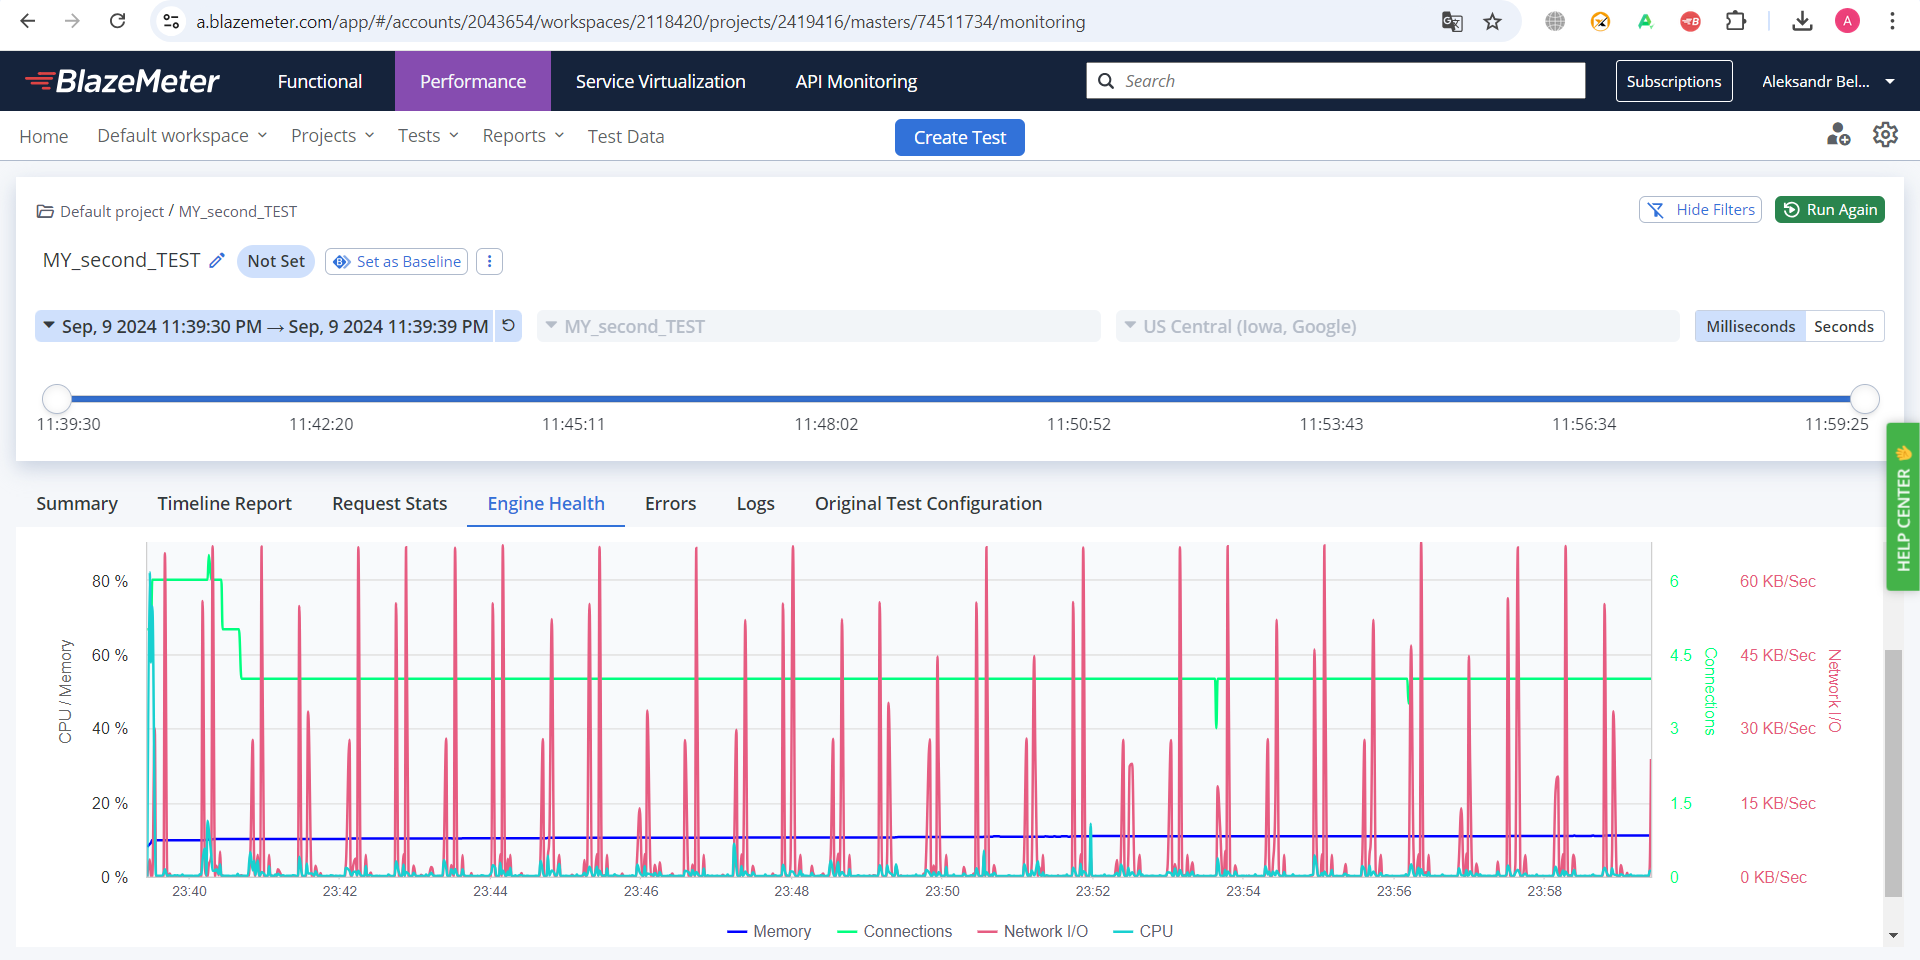 a.blazemeter.com/app/#/accounts/2043654/workspaces/2118420/projects/2419416/masters/74511734/monitoring
A
BlazeMeter Functional Performance Service Virtualization API Monitoring Search Subscriptions Aleksandr Bel...
Home Default workspace Projects Tests Reports Test Data Create Test
Default project / MY_second_TEST Hide Filters Run Again
MY_second_TEST Not Set Set as Baseline
Sep, 9 2024 11:39:30 PM → Sep, 9 2024 11:39:39 PM MY_second_TEST US Central (Iowa, Google) Milliseconds Seconds
11:39:30 11:42:20 11:45:11 11:48:02 11:50:52 11:53:43 11:56:34 11:59:25
HELP CENTER
Summary Timeline Report Request Stats Engine Health Errors Logs Original Test Configuration
80 % 6 60 KB/Sec
60 % 4.5 45 KB/Sec
CPU / Memory Connections Network I/O
40 % 3 30 KB/Sec
20 % 1.5 15 KB/Sec
0 % 0 0 KB/Sec
23:40 23:42 23:44 23:46 23:48 23:50 23:52 23:54 23:56 23:58
Memory Connections Network I/O CPU